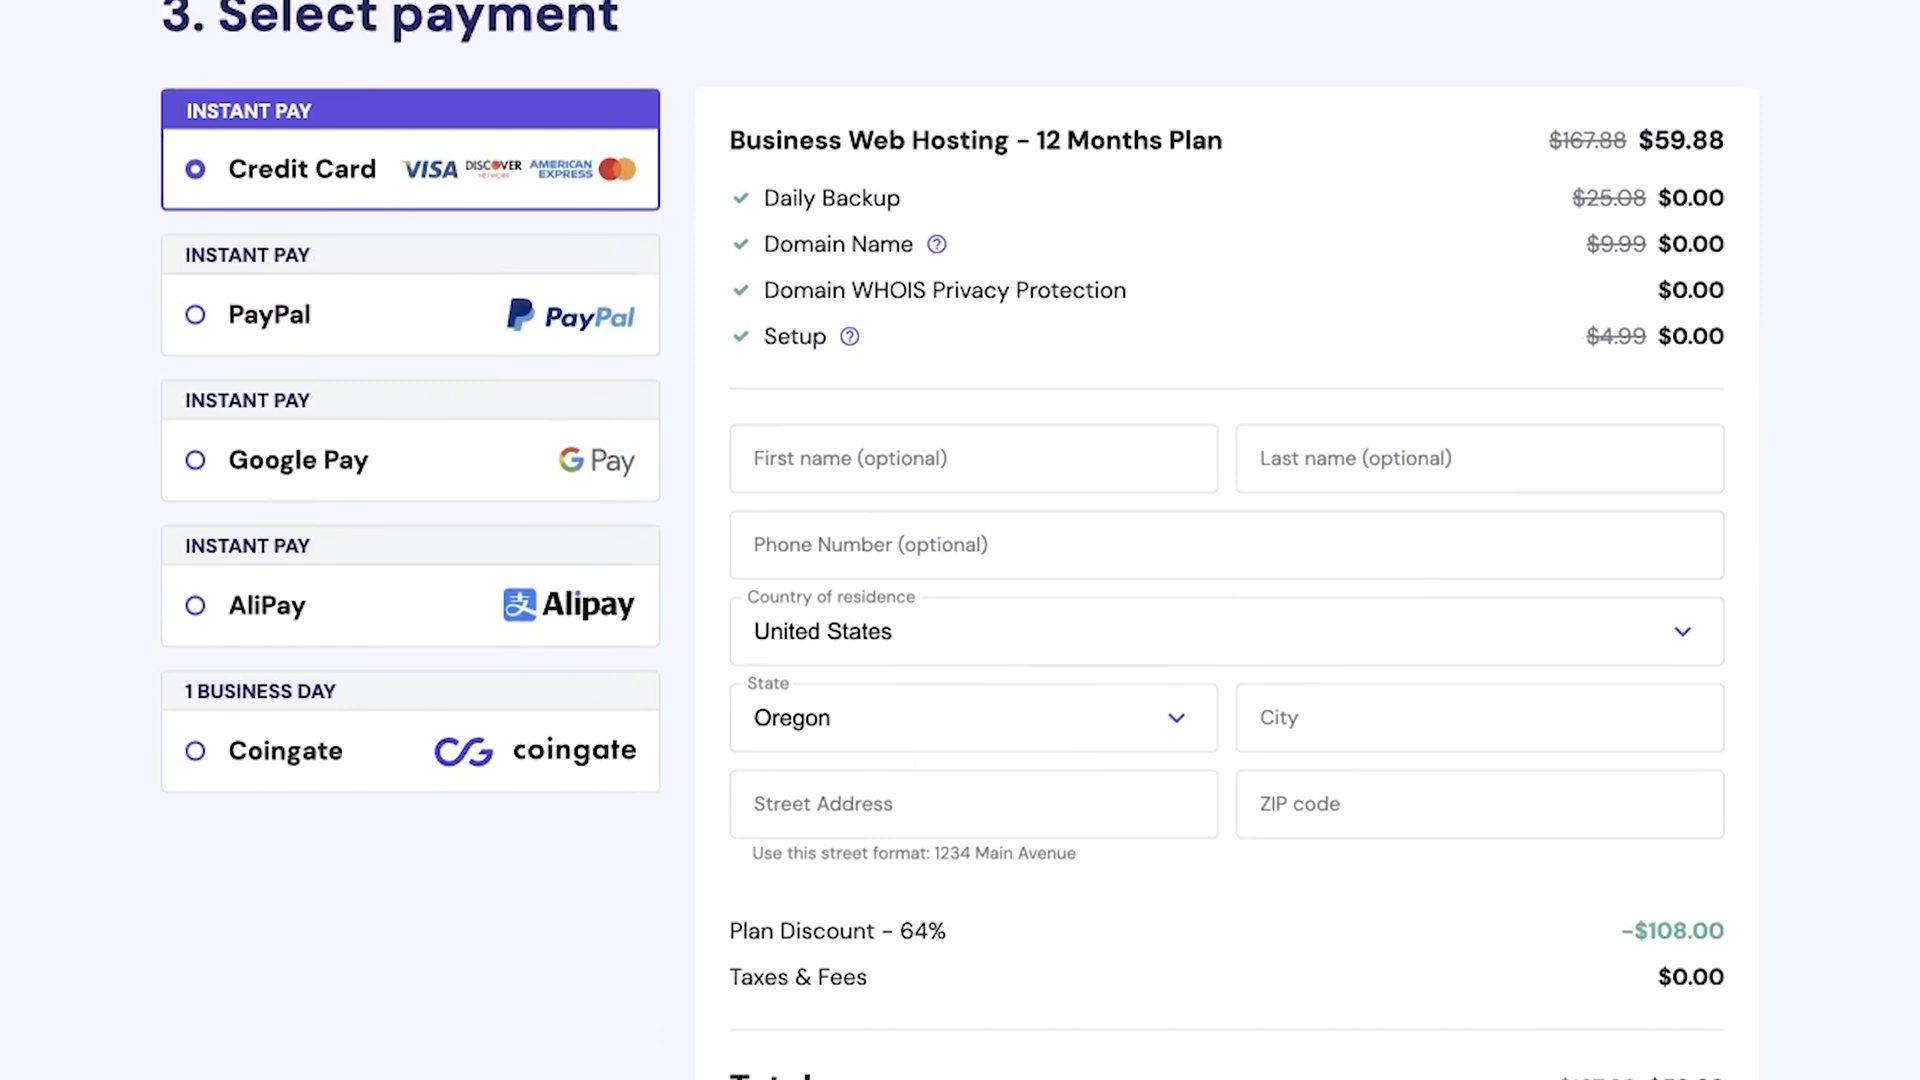 3. Select payment
INSTANT PAY
Credit Card VISA DISCOVER NETWORK AMERICAN EXPRESS
INSTANT PAY
PayPal PayPal
INSTANT PAY
Google Pay G Pay
INSTANT PAY
AliPay 支 Alipay
1 BUSINESS DAY
Coingate coingate
Business Web Hosting - 12 Months Plan $167.88 $59.88
Daily Backup $25.08 $0.00
Domain Name $9.99 $0.00
Domain WHOIS Privacy Protection $0.00
Setup $4.99 $0.00
First name (optional) Last name (optional)
Phone Number (optional)
Country of residence
United States
State
Oregon City
Street Address ZIP code
Use this street format: 1234 Main Avenue
Plan Discount - 64% -$108.00
Taxes & Fees $0.00
Total